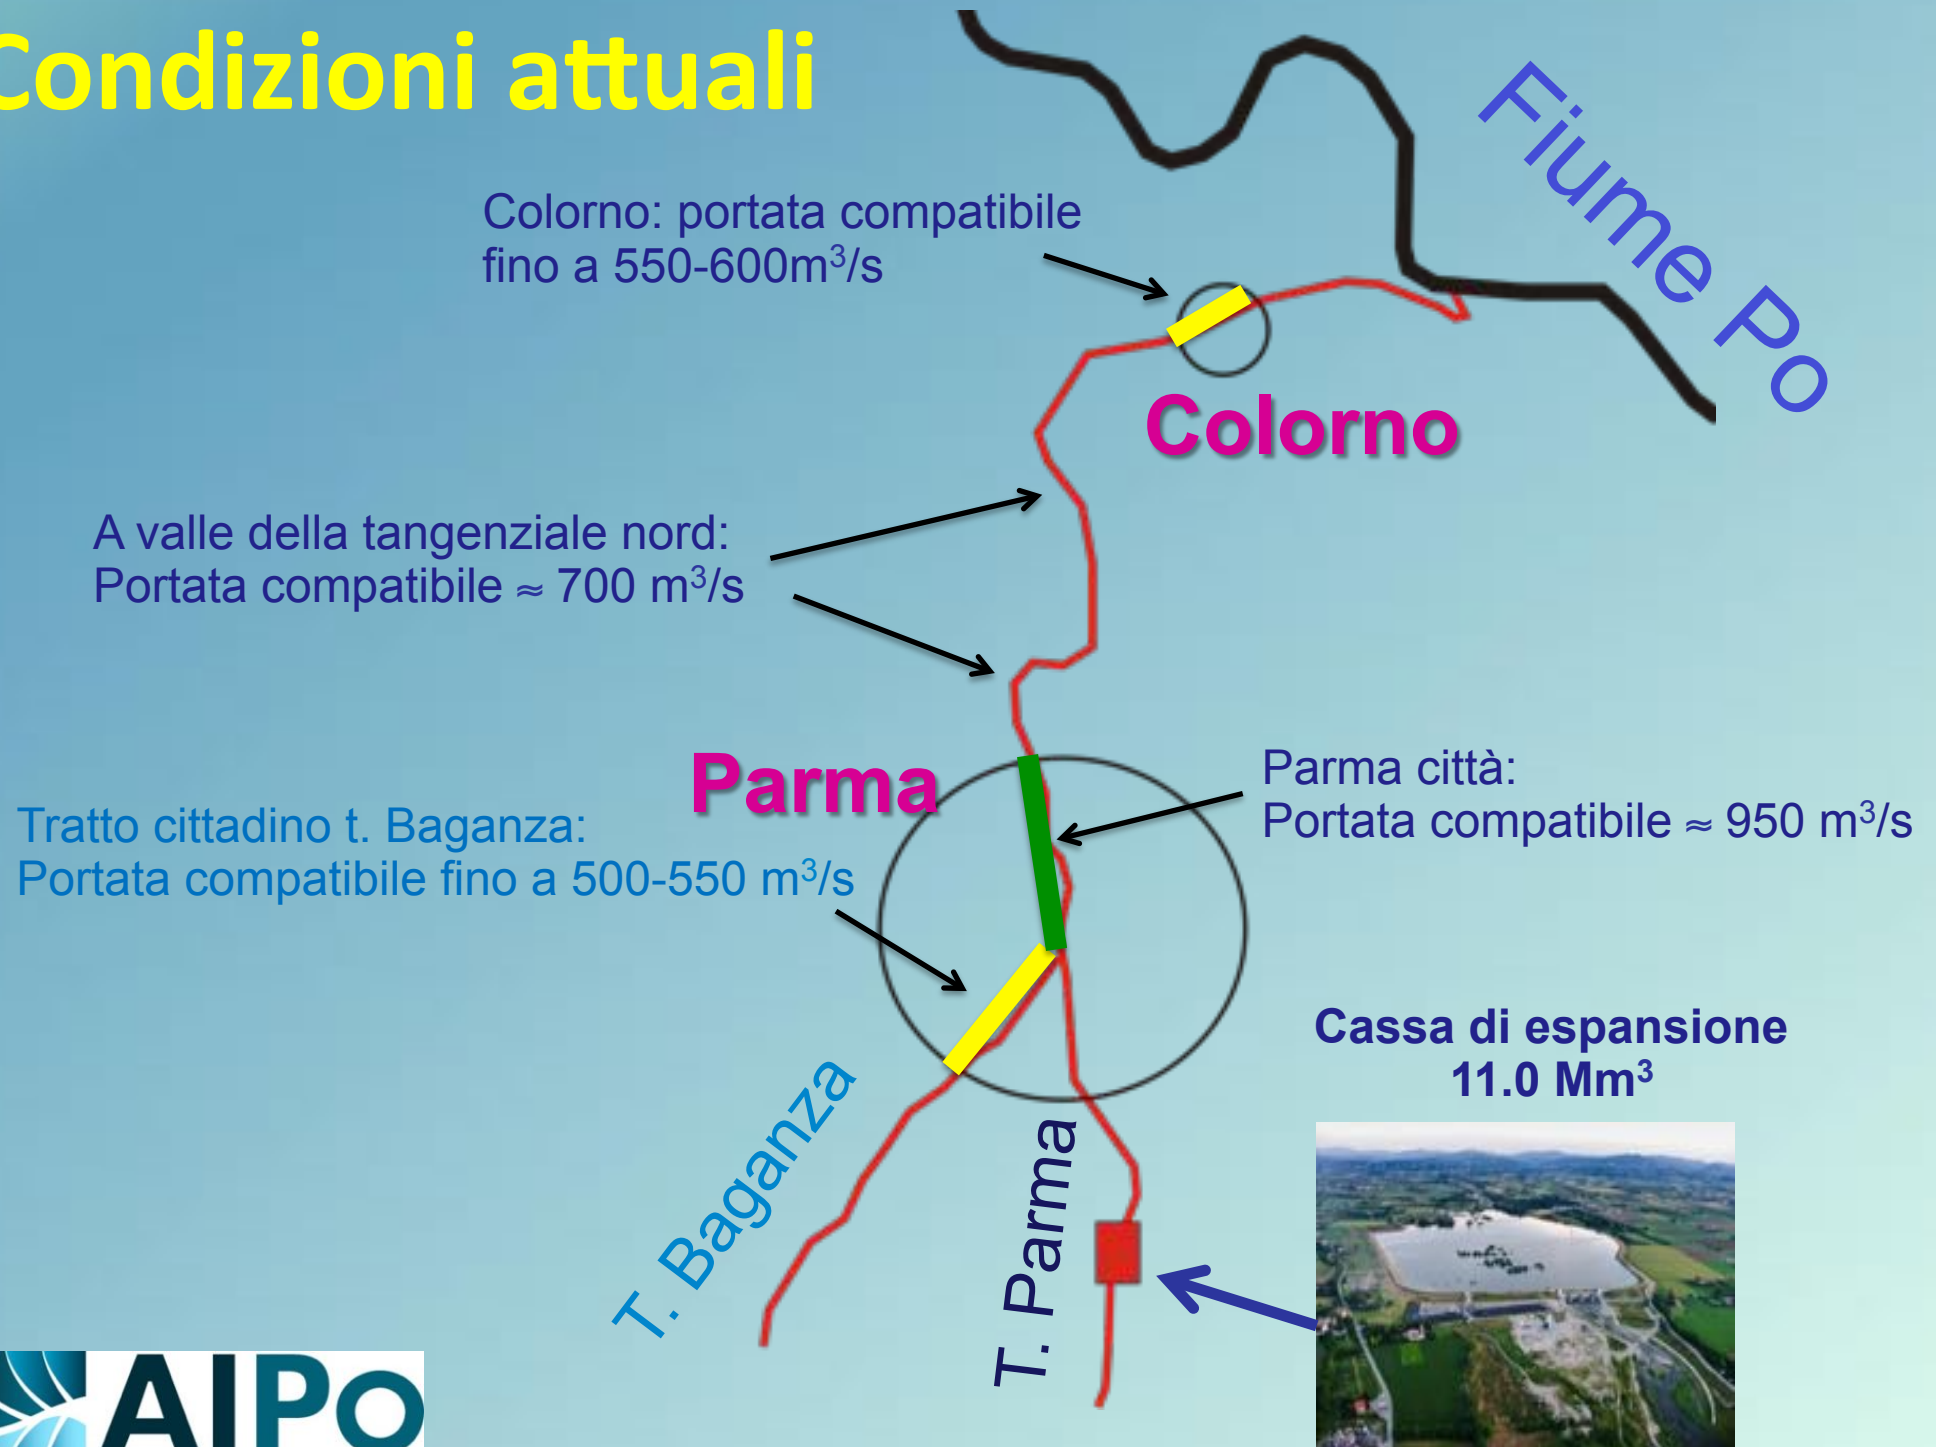 Condizioni attuali
Fiume Po
Colorno: portata compatibile
fino a 550-600m³/s
Colorno
A valle della tangenziale nord:
Portata compatibile ≈ 700 m³/s
Parma
Parma città:
Portata compatibile ≈ 950 m³/s
Tratto cittadino t. Baganza:
Portata compatibile fino a 500-550 m³/s
Cassa di espansione
11.0 Mm³
T. Baganza
T. Parma
AIPo